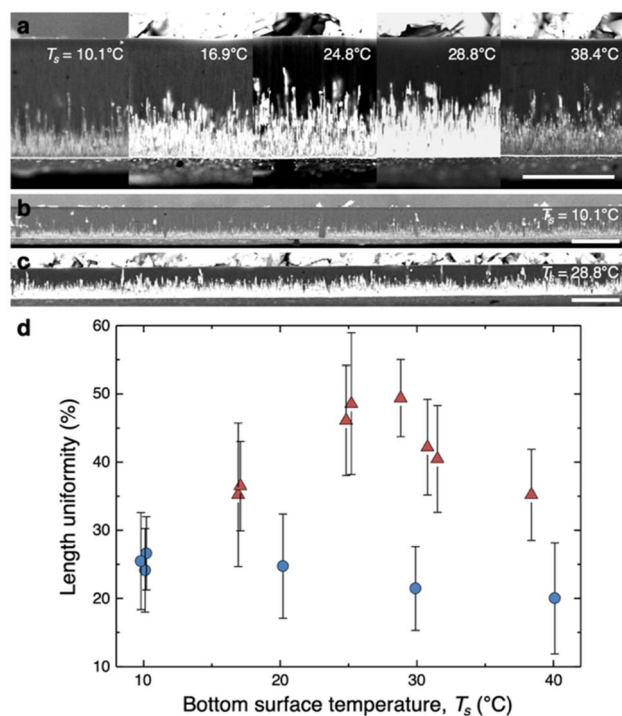 a
Ts = 10.1°C
16.9°C
24.8°C
28.8°C
38.4°C
b
Ts = 10.1°C
c
Ts = 28.8°C
d
60
50
40
30
20
10
Length uniformity (%)
10
20
30
40
Bottom surface temperature, Ts (°C)